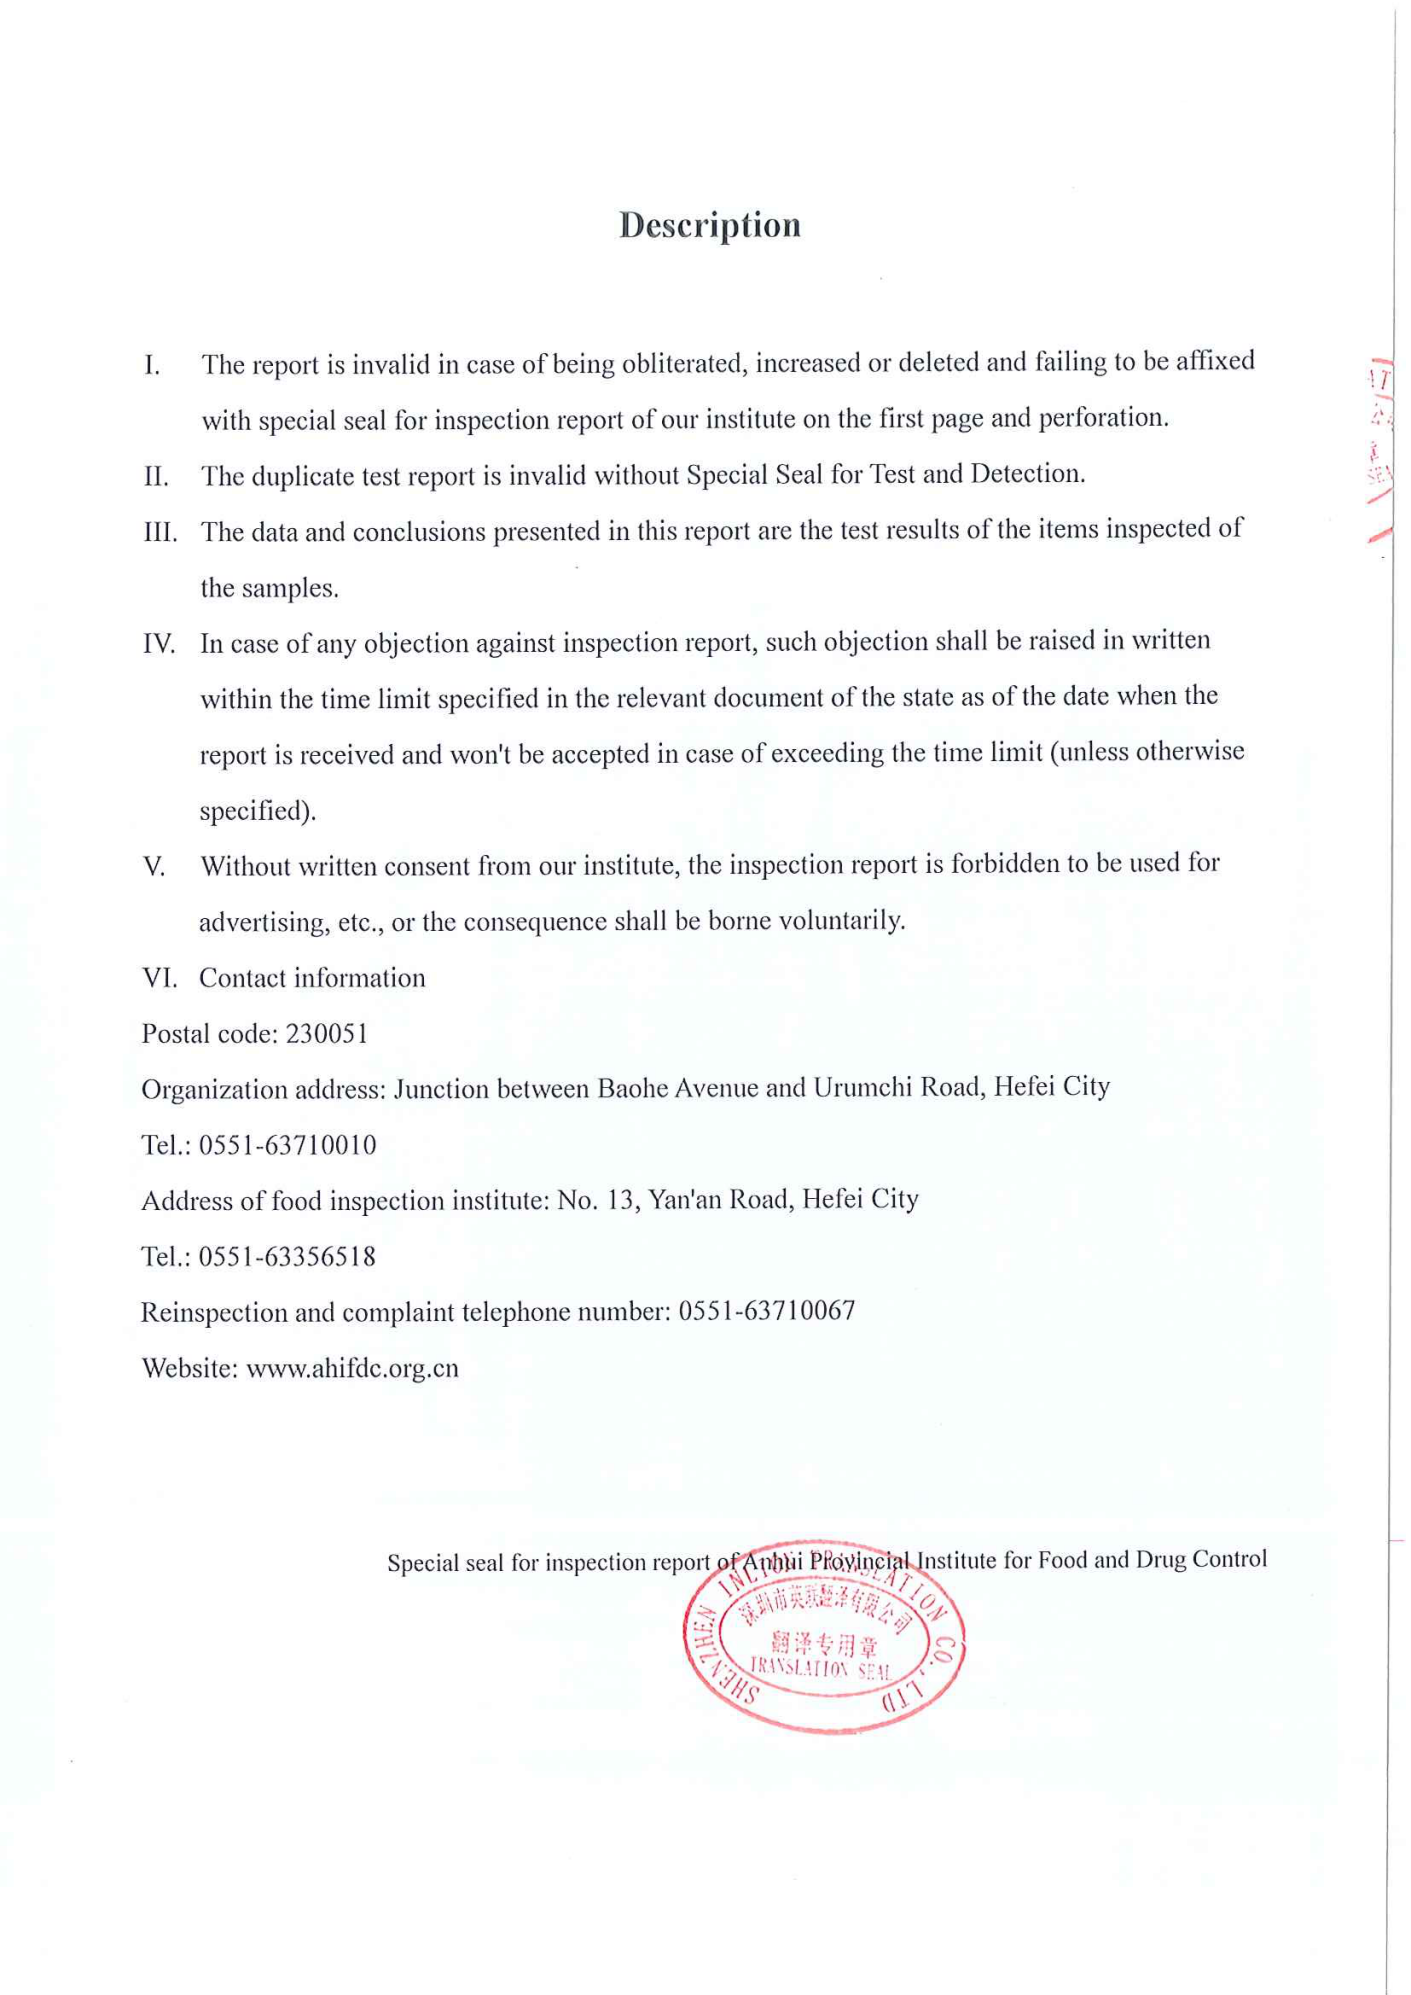 Description
I. The report is invalid in case of being obliterated, increased or deleted and failing to be affixed
with special seal for inspection report of our institute on the first page and perforation.
II. The duplicate test report is invalid without Special Seal for Test and Detection.
III. The data and conclusions presented in this report are the test results of the items inspected of
the samples.
IV. In case of any objection against inspection report, such objection shall be raised in written
within the time limit specified in the relevant document of the state as of the date when the
report is received and won't be accepted in case of exceeding the time limit (unless otherwise
specified).
V. Without written consent from our institute, the inspection report is forbidden to be used for
advertising, etc., or the consequence shall be borne voluntarily.
VI. Contact information
Postal code: 230051
Organization address: Junction between Baohe Avenue and Urumchi Road, Hefei City
Tel.: 0551-63710010
Address of food inspection institute: No. 13, Yan'an Road, Hefei City
Tel.: 0551-63356518
Reinspection and complaint telephone number: 0551-63710067
Website: www.ahifdc.org.cn
Special seal for inspection report of Anhui Provincial Institute for Food and Drug Control
SHENZHEN INLION TRANSLATION CO., LTD
深圳市英联翻译有限公司
翻译专用章
TRANSLATION SEAL